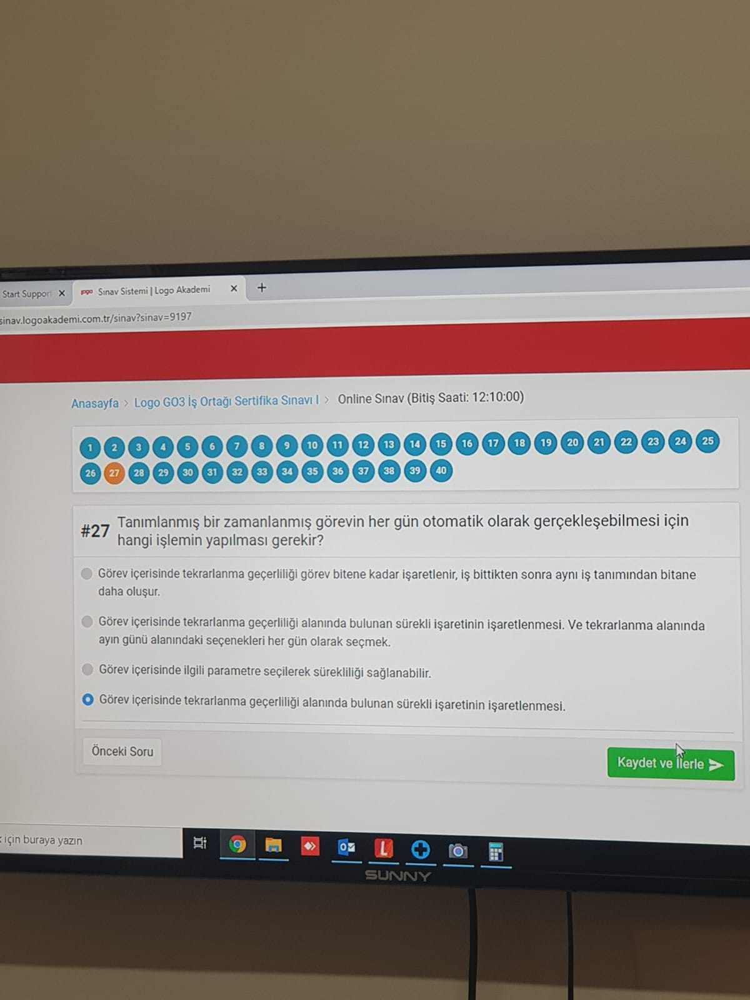 Start Suppor
Sınav Sistemi | Logo Akademi
sinav.logoakademi.com.tr/sinav?sinav=9197
Anasayfa > Logo GO3 İş Ortağı Sertifika Sınavı I > Online Sınav (Bitiş Saati: 12:10:00)
1 2 3 4 5 6 7 8 9 10 11 12 13 14 15 16 17 18 19 20 21 22 23 24 25
26 27 28 29 30 31 32 33 34 35 36 37 38 39 40
#27 Tanımlanmış bir zamanlanmış görevin her gün otomatik olarak gerçekleşebilmesi için
hangi işlemin yapılması gerekir?
Görev içerisinde tekrarlanma geçerliliği görev bitene kadar işaretlenir, iş bittikten sonra aynı iş tanımından bitane
daha oluşur.
Görev içerisinde tekrarlanma geçerliliği alanında bulunan sürekli işaretinin işaretlenmesi. Ve tekrarlanma alanında
ayın günü alanındaki seçenekleri her gün olarak seçmek.
Görev içerisinde ilgili parametre seçilerek sürekliliği sağlanabilir.
Görev içerisinde tekrarlanma geçerliliği alanında bulunan sürekli işaretinin işaretlenmesi.
Önceki Soru
Kaydet ve İlerle
için buraya yazın
SUNNY